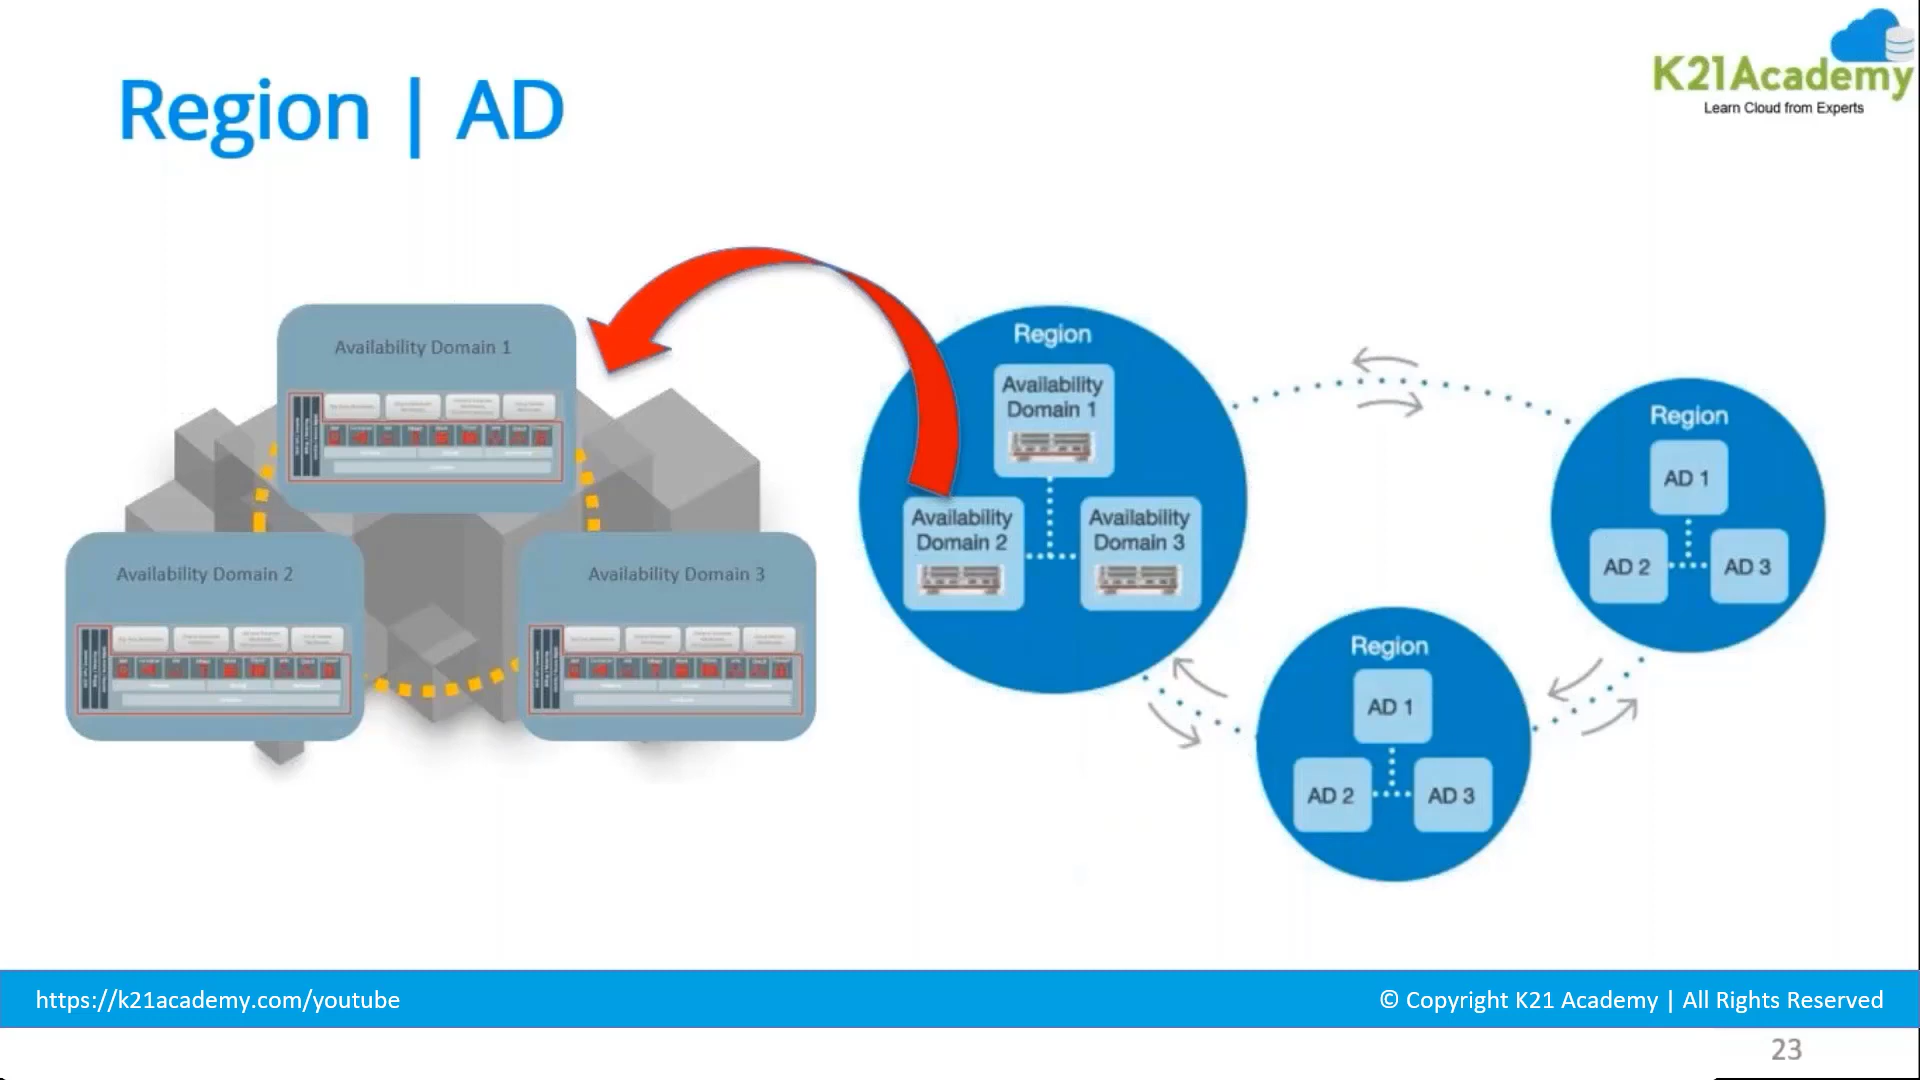 Region | AD
K21Academy
Learn Cloud from Experts
Availability Domain 1
Availability Domain 2
Availability Domain 3
Region
Availability
Domain 1
Availability
Domain 2
Availability
Domain 3
Region
AD 1
AD 2
AD 3
Region
AD 1
AD 2
AD 3
https://k21academy.com/youtube
© Copyright K21 Academy | All Rights Reserved
23